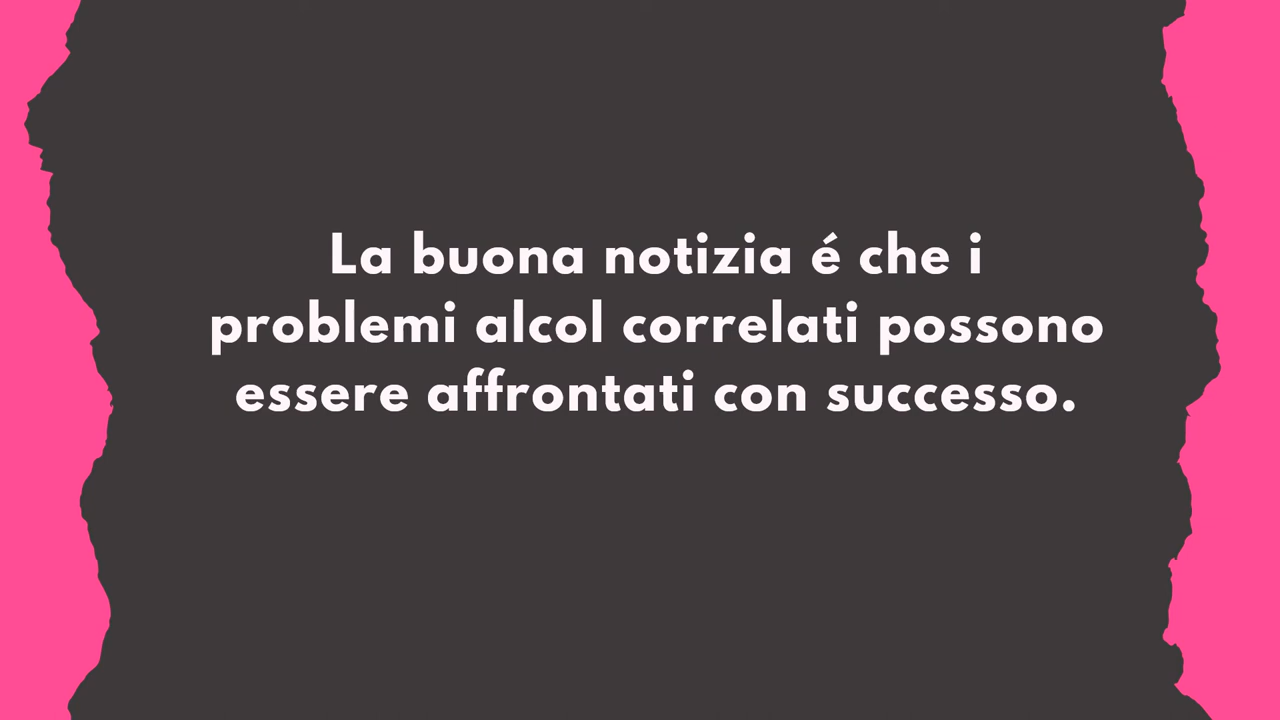 La buona notizia é che i
problemi alcol correlati possono
essere affrontati con successo.